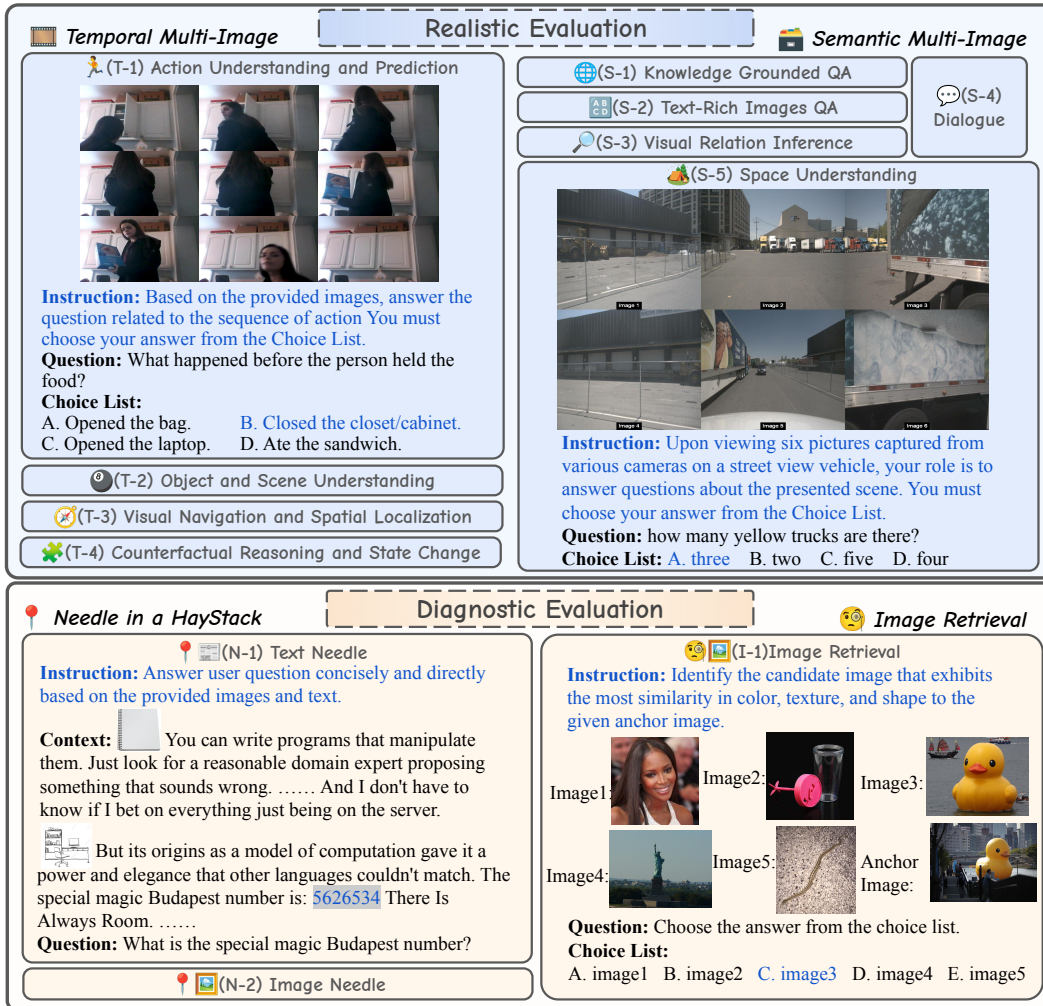 Realistic Evaluation
Temporal Multi-Image
Semantic Multi-Image
(T-1) Action Understanding and Prediction
Instruction: Based on the provided images, answer the
question related to the sequence of action You must
choose your answer from the Choice List.
Question: What happened before the person held the
food?
Choice List:
A. Opened the bag. B. Closed the closet/cabinet.
C. Opened the laptop. D. Ate the sandwich.
(T-2) Object and Scene Understanding
(T-3) Visual Navigation and Spatial Localization
(T-4) Counterfactual Reasoning and State Change
(S-1) Knowledge Grounded QA
(S-2) Text-Rich Images QA
(S-3) Visual Relation Inference
(S-4)
Dialogue
(S-5) Space Understanding
Image 1 Image 2 Image 3
Image 4 Image 5 Image 6
Instruction: Upon viewing six pictures captured from
various cameras on a street view vehicle, your role is to
answer questions about the presented scene. You must
choose your answer from the Choice List.
Question: how many yellow trucks are there?
Choice List: A. three B. two C. five D. four
Diagnostic Evaluation
Needle in a HayStack
Image Retrieval
(N-1) Text Needle
Instruction: Answer user question concisely and directly
based on the provided images and text.
Context: You can write programs that manipulate
them. Just look for a reasonable domain expert proposing
something that sounds wrong. …… And I don't have to
know if I bet on everything just being on the server.
But its origins as a model of computation gave it a
power and elegance that other languages couldn't match. The
special magic Budapest number is: 5626534 There Is
Always Room. ……
Question: What is the special magic Budapest number?
(N-2) Image Needle
(I-1)Image Retrieval
Instruction: Identify the candidate image that exhibits
the most similarity in color, texture, and shape to the
given anchor image.
Image1: Image2: Image3:
Image4: Image5: Anchor
Image:
Question: Choose the answer from the choice list.
Choice List:
A. image1 B. image2 C. image3 D. image4 E. image5